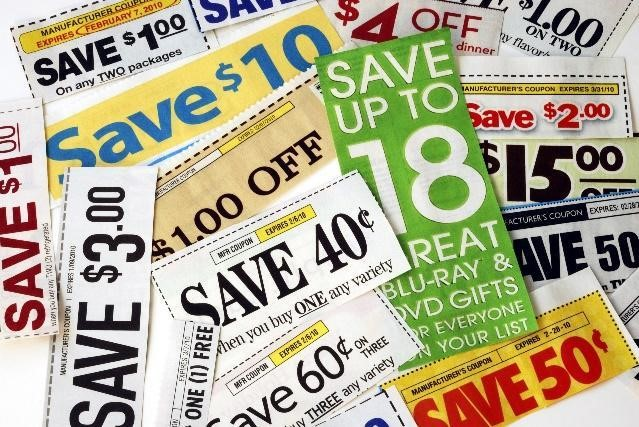 MANUFACTURER COUPON
EXPIRES FEBRUARY 7, 2010
SAVE $1.00
On any TWO packages
SAVE
$4 OFF
dinner
$1.00
ON TWO
any flavor
Save $10
SAVE
UP TO
18
GREAT
BLU-RAY &
DVD GIFTS
FOR EVERYONE
ON YOUR LIST
MANUFACTURER'S COUPON EXPIRES 3/31/10
Save $2.00
$15.00
OFF
$1.00 OFF
SAVE $1.00
SAVE $3.00
MANUFACTURER'S COUPON
MFR COUPON EXPIRES 2/6/10
SAVE 40¢
When you buy ONE any variety
MANUFACTURER'S COUPON EXPIRES:
SAVE 50
MFR COUPON EXPIRES 2/6/10
Save 60¢ ON THREE
buy THREE any variety
ONE (1) FREE
MANUFACTURER'S COUPON EXPIRES 2-28-10
SAVE 50¢